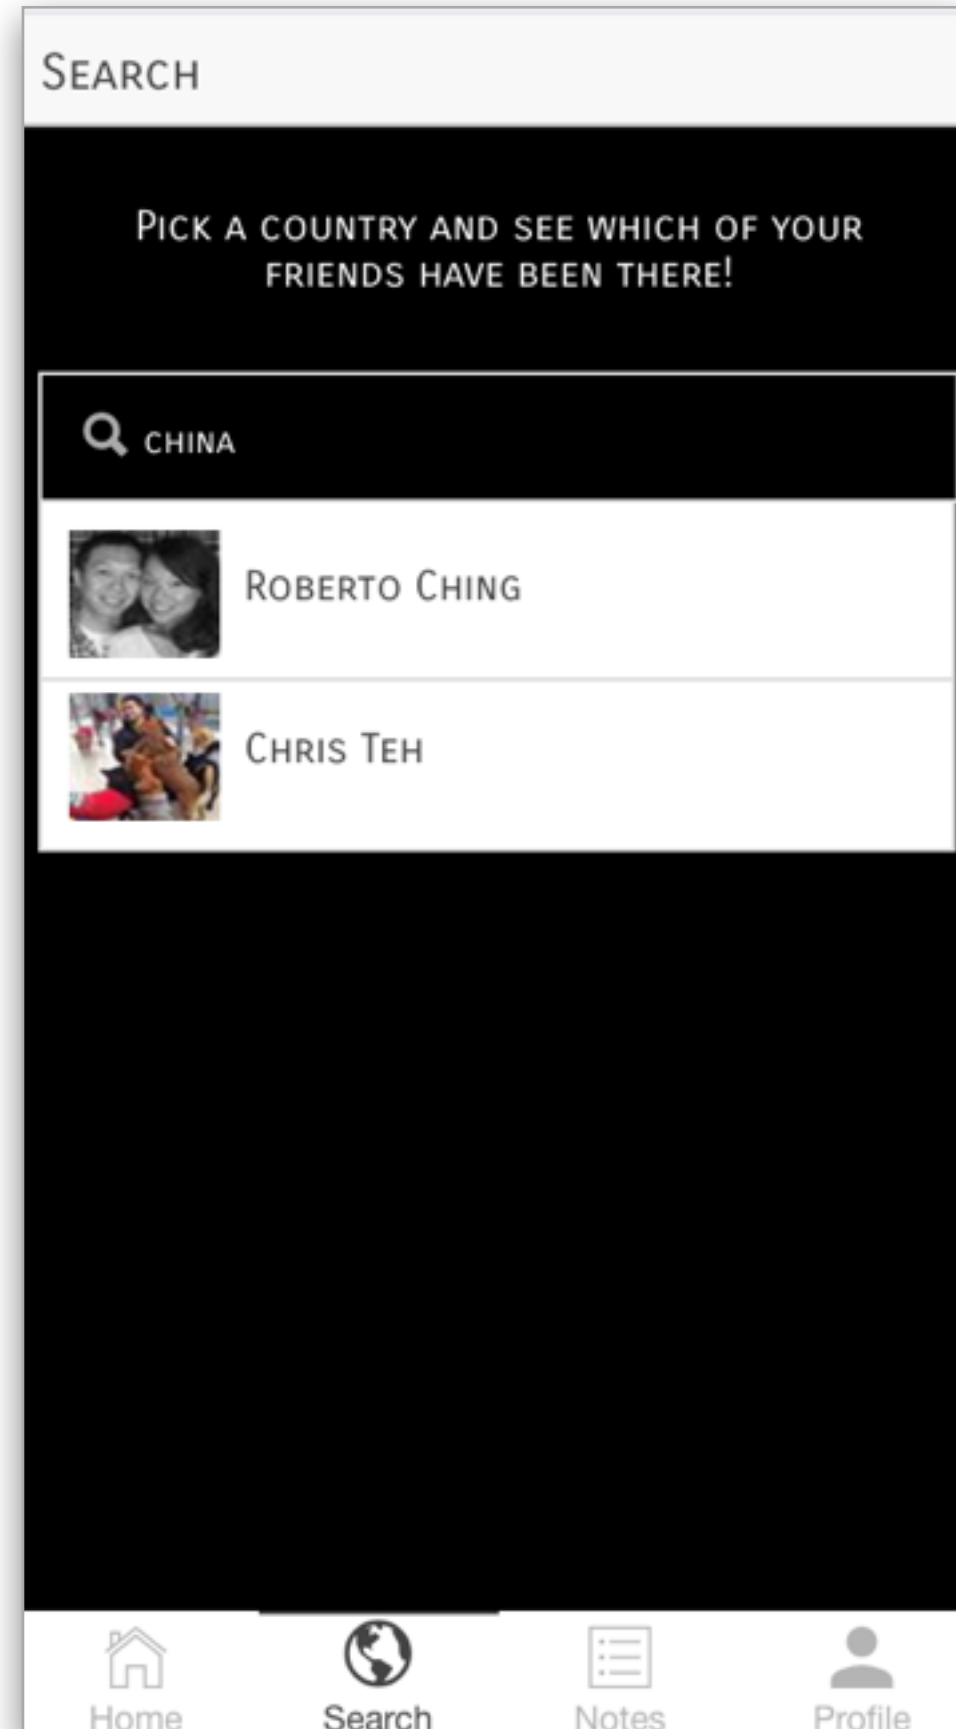 Search
Pick a country and see which of your
friends have been there!
china
Roberto Ching
Chris Teh
Home
Search
Notes
Profile